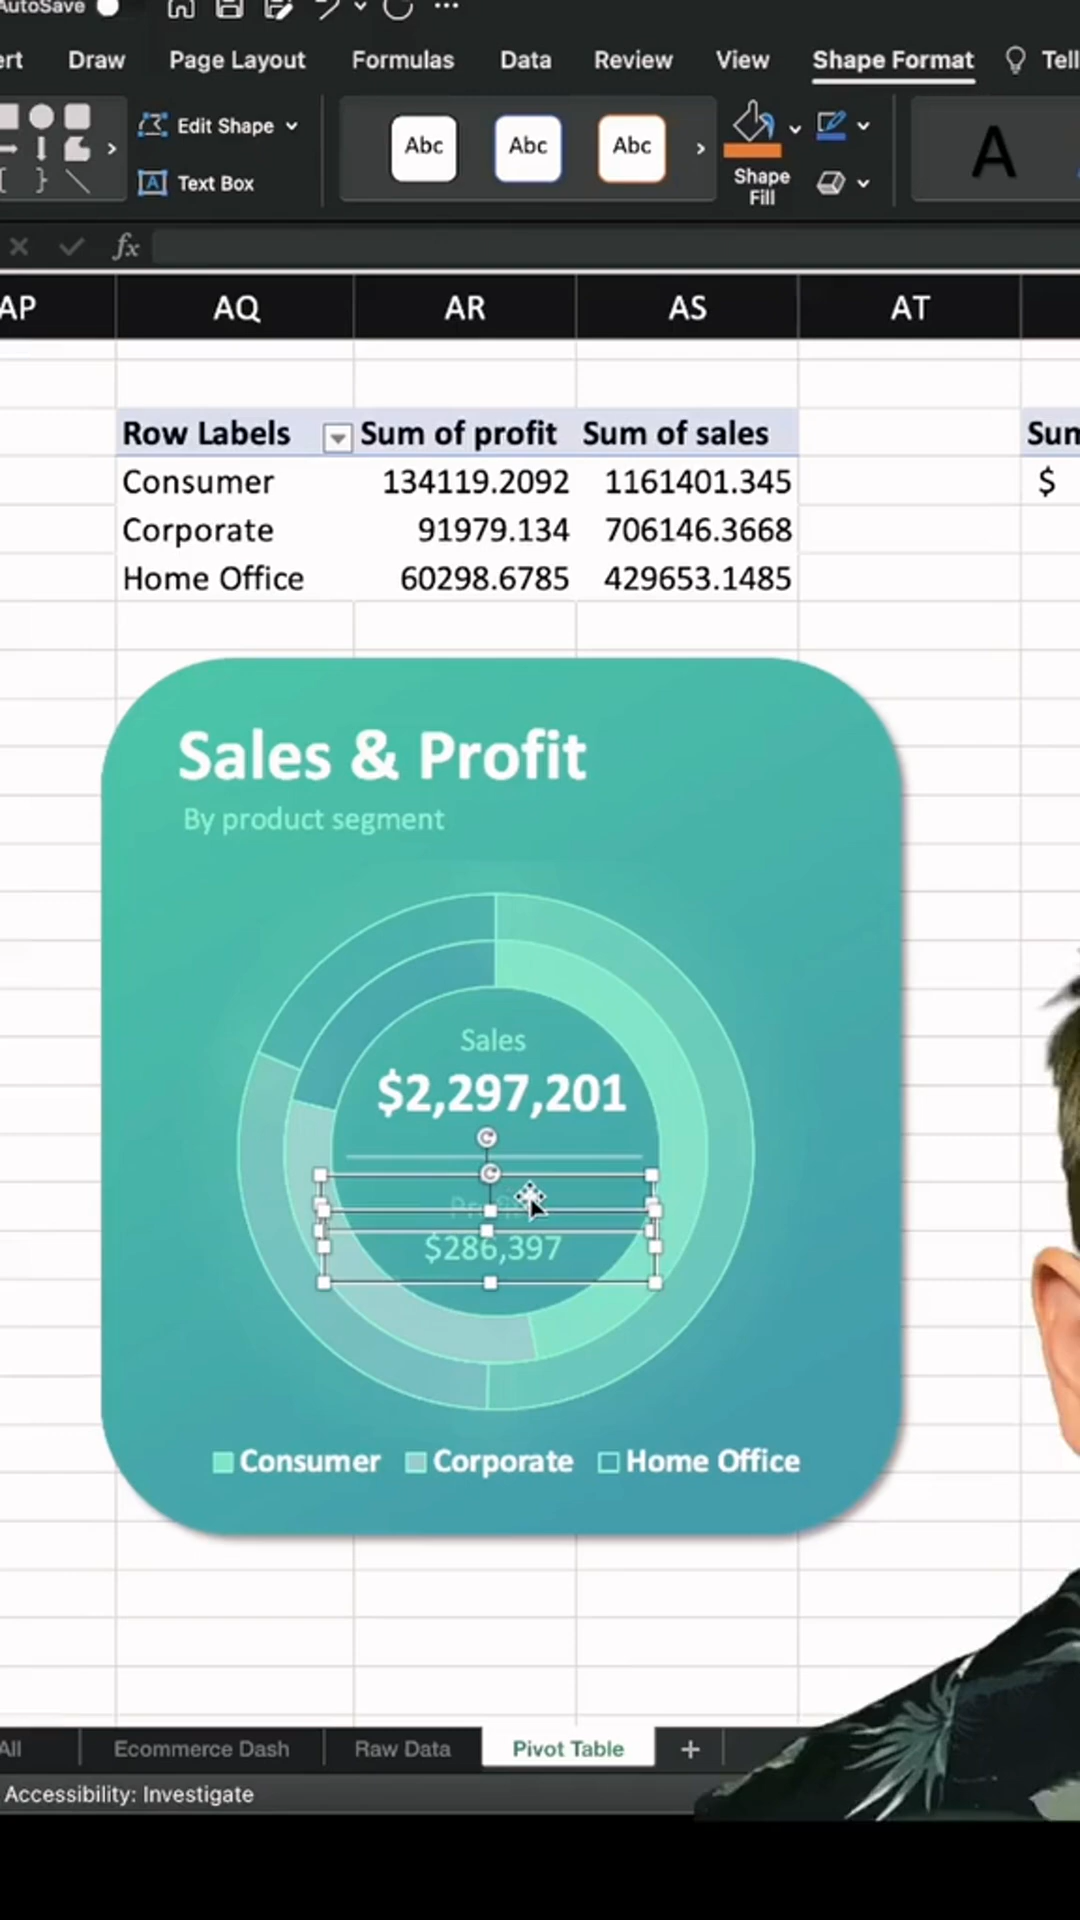 AutoSave
Draw Page Layout Formulas Data Review View Shape Format
Edit Shape
Text Box
Abc Abc Abc
Shape
Fill
A
fx
AP AQ AR AS AT
Row Labels Sum of profit Sum of sales
Consumer 134119.2092 1161401.345 $
Corporate 91979.134 706146.3668
Home Office 60298.6785 429653.1485
Sales & Profit
By product segment
Sales
$2,297,201
$286,397
Consumer Corporate Home Office
All Ecommerce Dash Raw Data Pivot Table +
Accessibility: Investigate